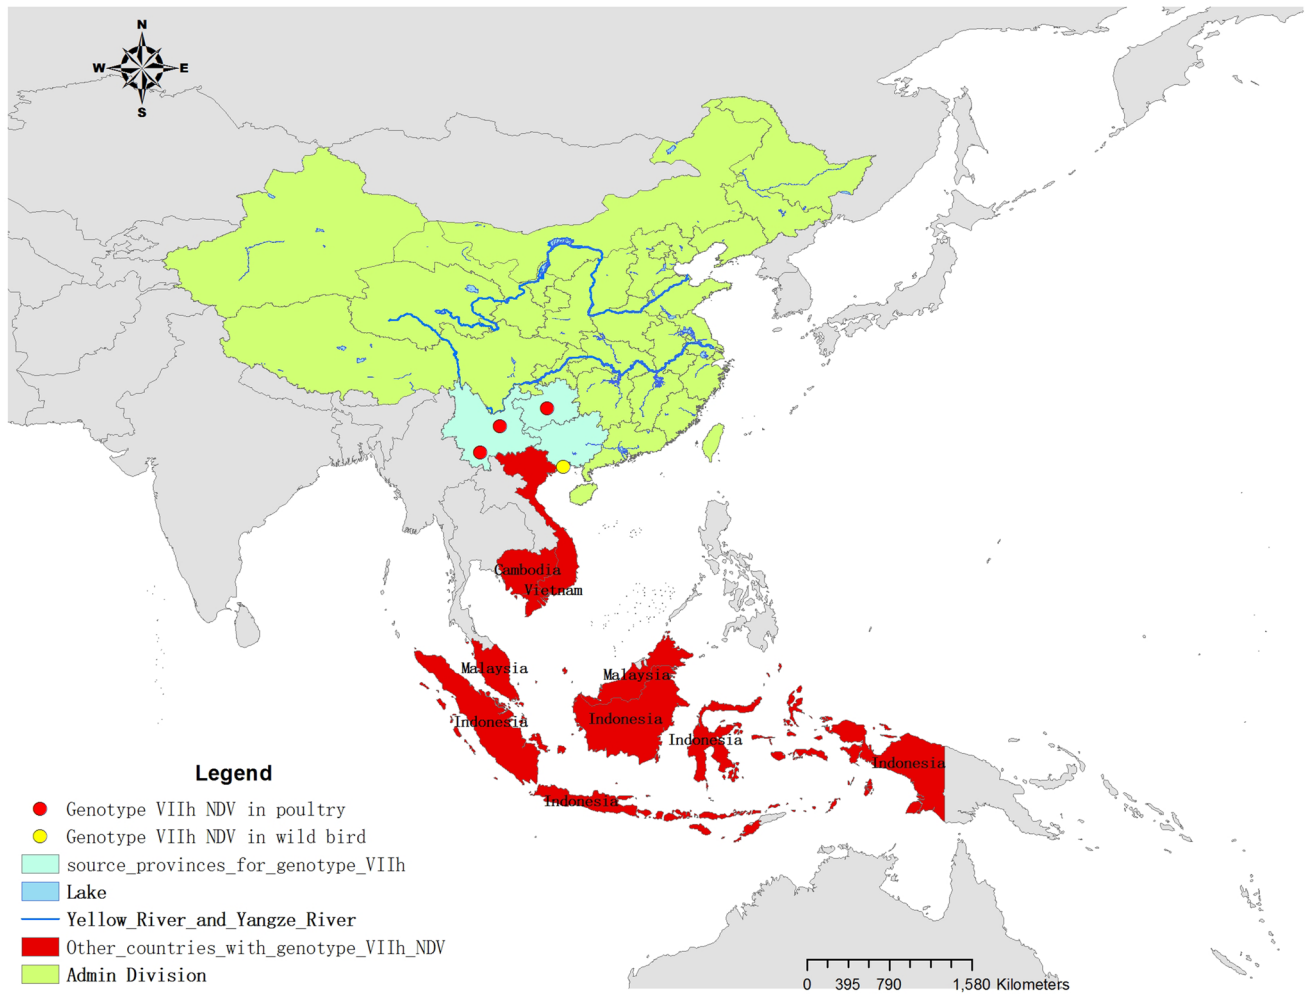 N
W E
S
Cambodia
Vietnam
Malaysia
Malaysia
Indonesia
Indonesia
Indonesia
Indonesia
Indonesia
Legend
Genotype VIIh NDV in poultry
Genotype VIIh NDV in wild bird
source_provinces_for_genotype_VIIh
Lake
Yellow_River_and_Yangze_River
Other_countries_with_genotype_VIIh_NDV
Admin Division
0 395 790 1,580 Kilometers